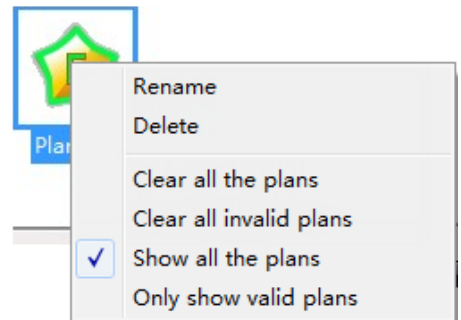 Plan
Rename
Delete
Clear all the plans
Clear all invalid plans
Show all the plans
Only show valid plans